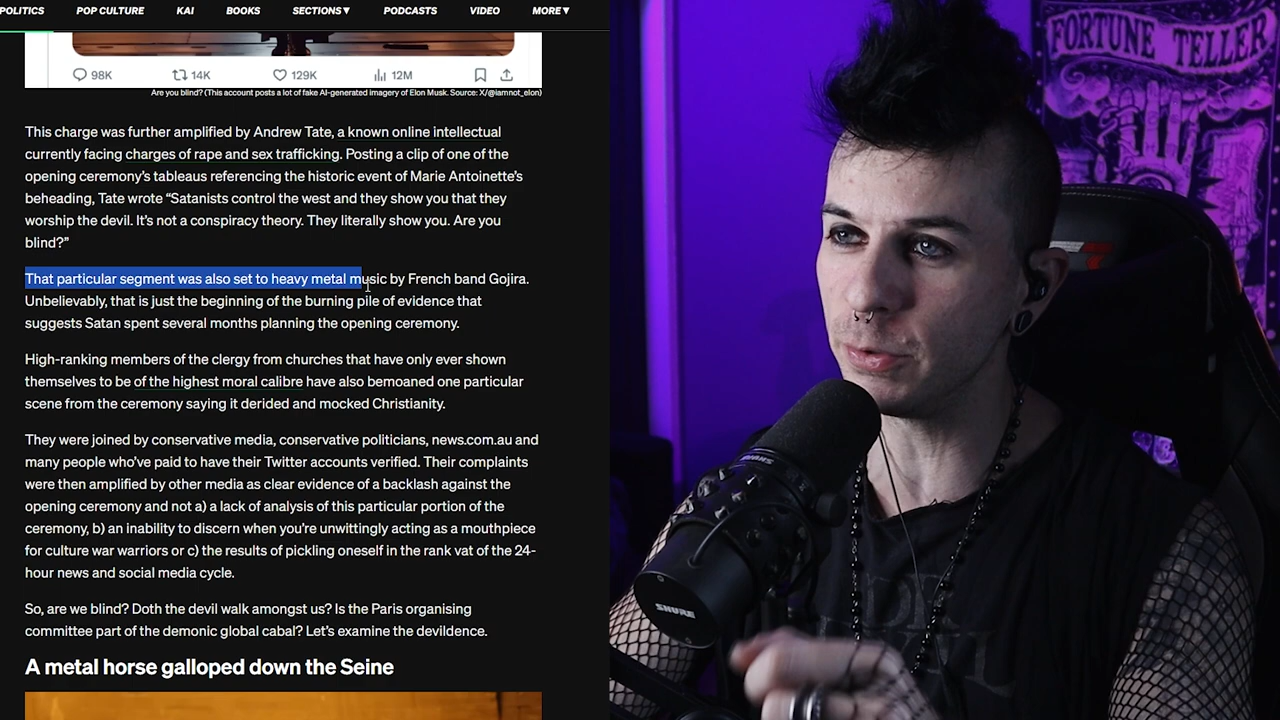 POLITICS POP CULTURE KAI BOOKS SECTIONS▼ PODCASTS VIDEO MORE▼
98K 14K 129K 12M
Are you blind? (This account posts a lot of fake AI-generated imagery of Elon Musk. Source: X/@iamnot_elon)
This charge was further amplified by Andrew Tate, a known online intellectual
currently facing charges of rape and sex trafficking. Posting a clip of one of the
opening ceremony's tableaus referencing the historic event of Marie Antoinette's
beheading, Tate wrote “Satanists control the west and they show you that they
worship the devil. It's not a conspiracy theory. They literally show you. Are you
blind?”
That particular segment was also set to heavy metal music by French band Gojira.
Unbelievably, that is just the beginning of the burning pile of evidence that
suggests Satan spent several months planning the opening ceremony.
High-ranking members of the clergy from churches that have only ever shown
themselves to be of the highest moral calibre have also bemoaned one particular
scene from the ceremony saying it derided and mocked Christianity.
They were joined by conservative media, conservative politicians, news.com.au and
many people who've paid to have their Twitter accounts verified. Their complaints
were then amplified by other media as clear evidence of a backlash against the
opening ceremony and not a) a lack of analysis of this particular portion of the
ceremony, b) an inability to discern when you're unwittingly acting as a mouthpiece
for culture war warriors or c) the results of pickling oneself in the rank vat of the 24-
hour news and social media cycle.
So, are we blind? Doth the devil walk amongst us? Is the Paris organising
committee part of the demonic global cabal? Let's examine the devildence.
A metal horse galloped down the Seine
FORTUNE TELLER
SHURE